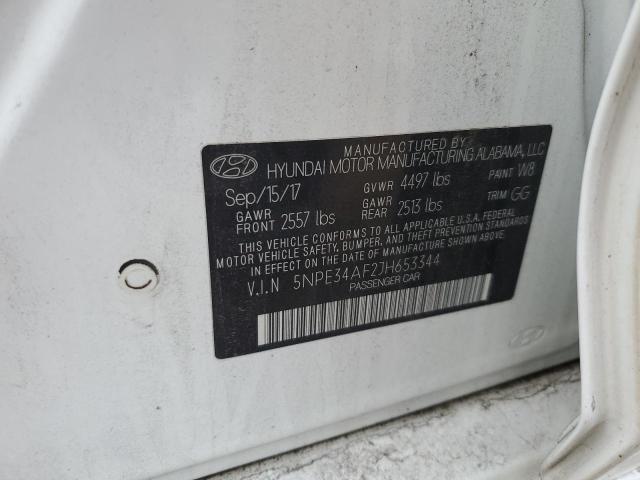 MANUFACTURED BY
HYUNDAI MOTOR MANUFACTURING ALABAMA, LLC
Sep/15/17 GVWR 4497 lbs PAINT W8
GAWR FRONT 2557 lbs GAWR REAR 2513 lbs TRIM GG
THIS VEHICLE CONFORMS TO ALL APPLICABLE U.S.A. FEDERAL
MOTOR VEHICLE SAFETY, BUMPER, AND THEFT PREVENTION STANDARDS
IN EFFECT ON THE DATE OF MANUFACTURE SHOWN ABOVE.
V.I.N 5NPE34AF2JH653344
PASSENGER CAR